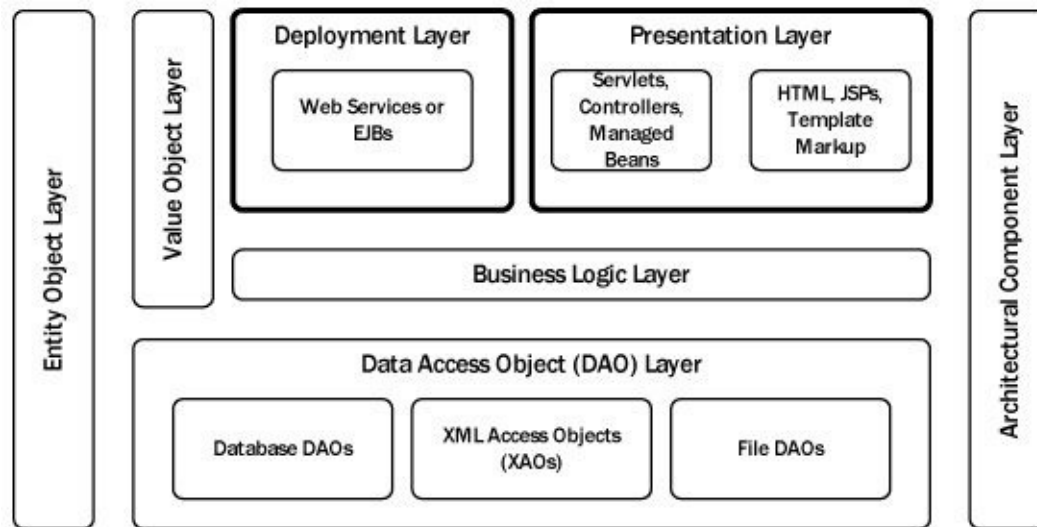 Entity Object Layer
Value Object Layer
Deployment Layer
Web Services or
EJBs
Presentation Layer
Servlets,
Controllers,
Managed
Beans
HTML, JSPs,
Template
Markup
Business Logic Layer
Data Access Object (DAO) Layer
Database DAOs
XML Access Objects
(XAOs)
File DAOs
Architectural Component Layer